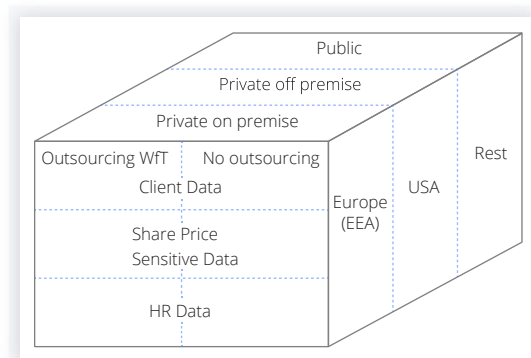 Public
Private off premise
Private on premise
Outsourcing WfT No outsourcing
Client Data
Share Price
Sensitive Data
HR Data
Europe
(EEA)
USA
Rest